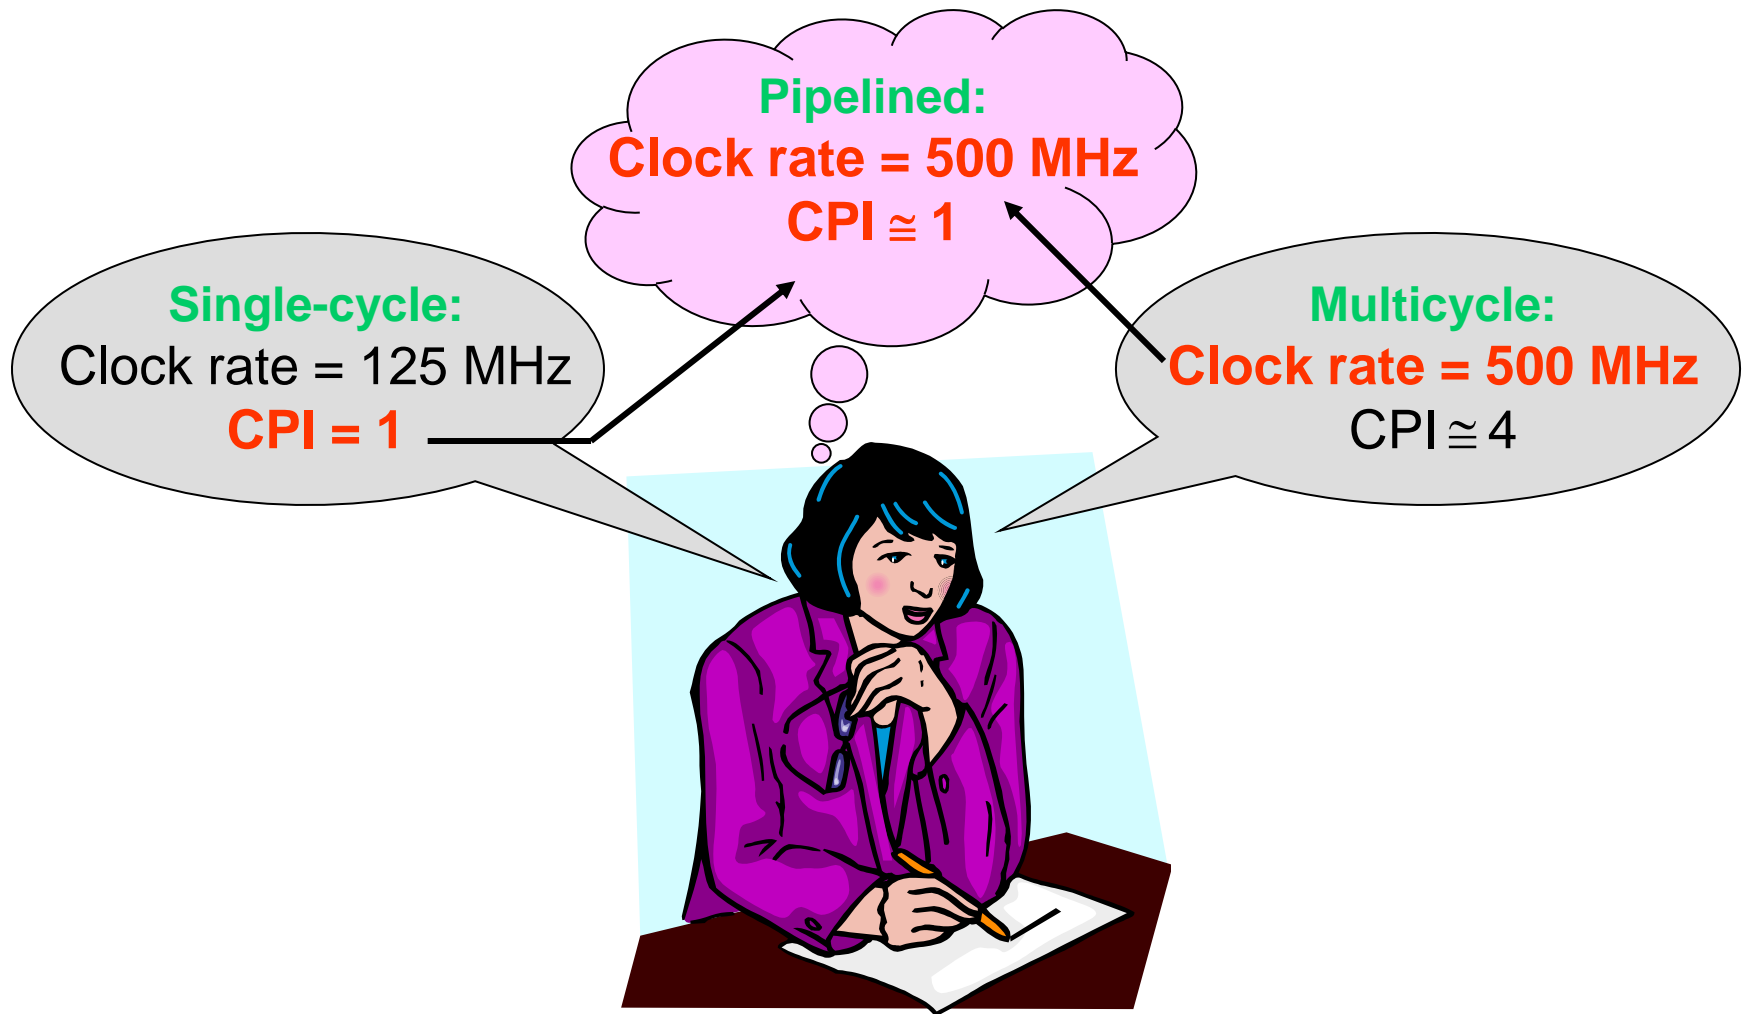 Pipelined:
Clock rate = 500 MHz
CPI ≅ 1
Single-cycle:
Clock rate = 125 MHz
CPI = 1
Multicycle:
Clock rate = 500 MHz
CPI ≅ 4